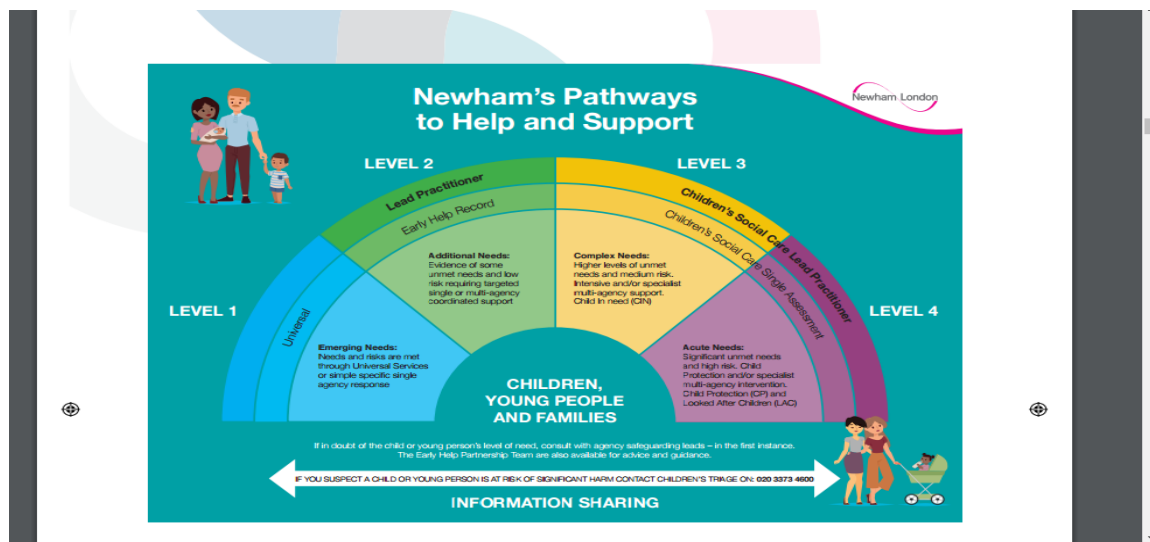 Newham's Pathways
to Help and Support
Newham London
LEVEL 2
LEVEL 3
Lead Practitioner
Early Help Record
Children's Social Care Lead Practitioner
Children's Social Care Single Assessment
LEVEL 1
LEVEL 4
Universal
Additional Needs:
Evidence of some
unmet needs and low
risk requiring targeted
single or multi-agency
coordinated support
Complex Needs:
Higher levels of unmet
needs and medium risk.
Intensive and/or specialist
multi-agency support.
Child In need (CIN)
Emerging Needs:
Needs and risks are met
through Universal Services
or simple specific single
agency response
Acute Needs:
Significant unmet needs
and high risk. Child
Protection and/or specialist
multi-agency intervention.
Child Protection (CP) and
Looked After Children (LAC)
CHILDREN,
YOUNG PEOPLE
AND FAMILIES
If in doubt of the child or young person's level of need, consult with agency safeguarding leads – in the first instance.
The Early Help Partnership Team are also available for advice and guidance.
IF YOU SUSPECT A CHILD OR YOUNG PERSON IS AT RISK OF SIGNIFICANT HARM CONTACT CHILDREN'S TRIAGE ON: 020 3373 4600
INFORMATION SHARING